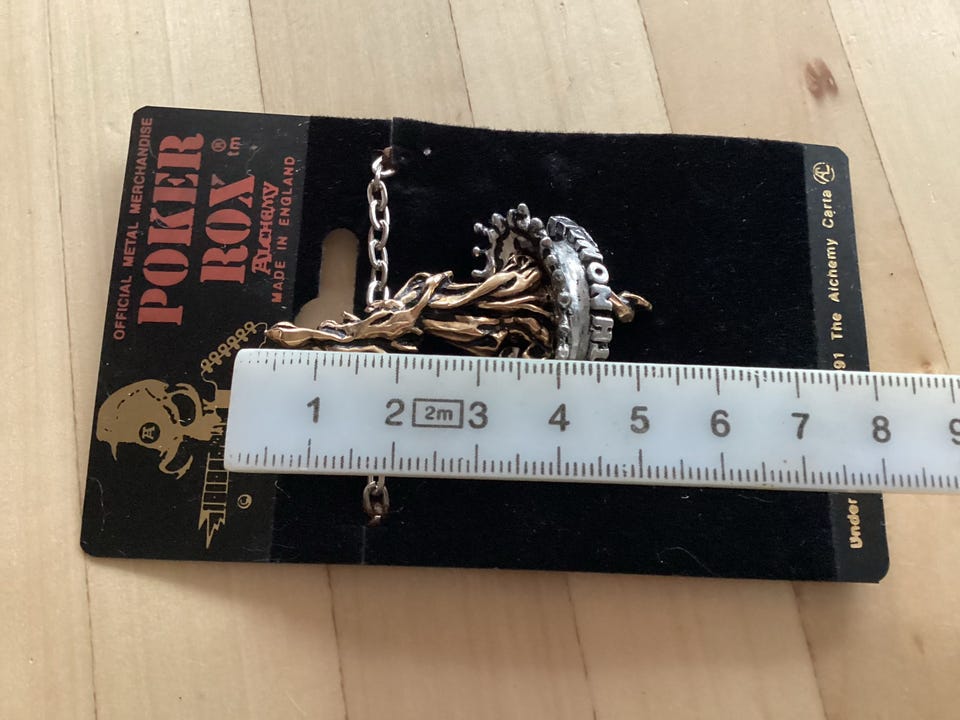 OFFICIAL METAL MERCHANDISE
POKER
ROX ® tm
AlcheMy
MADE IN ENGLAND
A
©
1 2 2m 3 4 5 6 7 8 9
91 The Alchemy Carta
Under